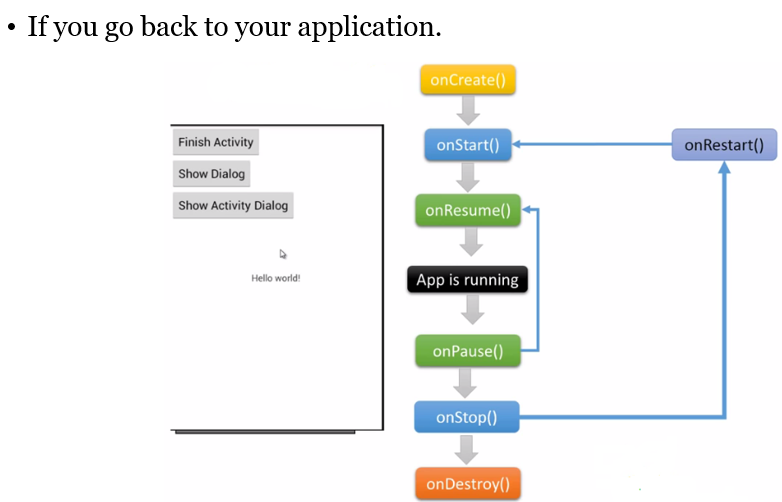 • If you go back to your application.
onCreate()
Finish Activity
onStart()
onRestart()
Show Dialog
Show Activity Dialog
onResume()
Hello world!
App is running
onPause()
onStop()
onDestroy()